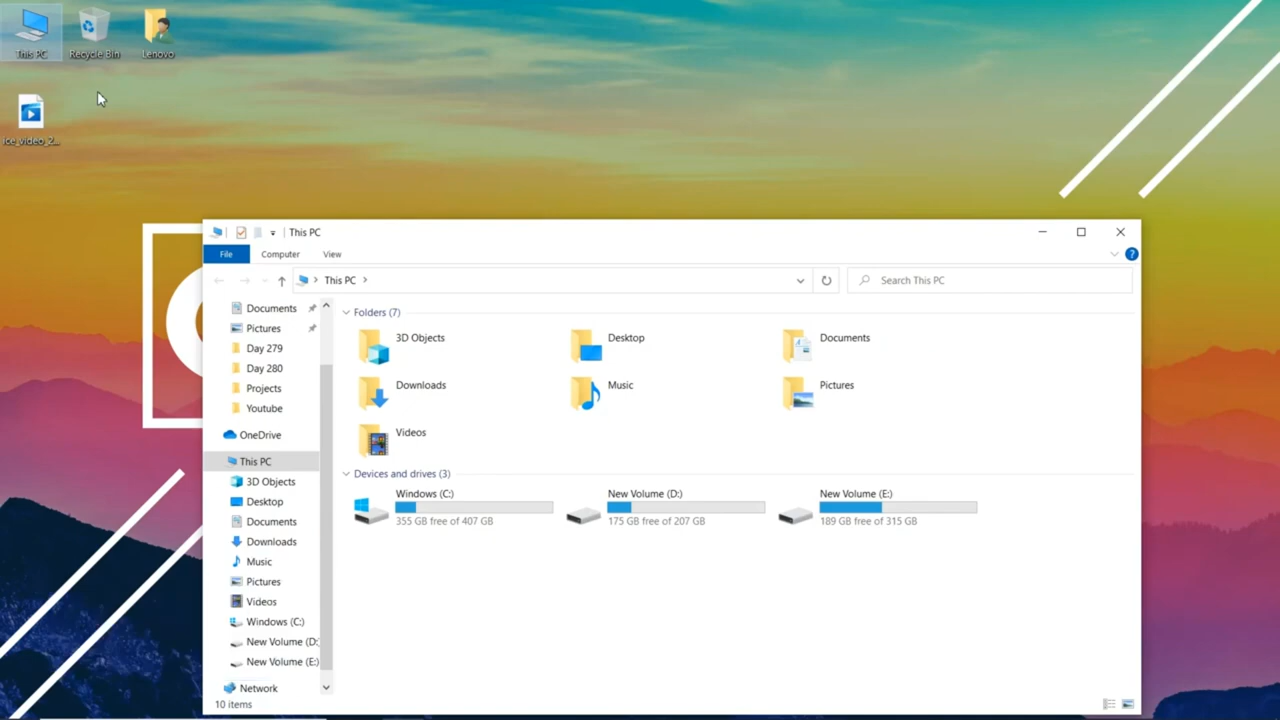 This PC
Recycle Bin
Lenovo
ice_video_2...
This PC
File
Computer
View
This PC
Search This PC
Documents
Pictures
Day 279
Day 280
Projects
Youtube
OneDrive
This PC
3D Objects
Desktop
Documents
Downloads
Music
Pictures
Videos
Windows (C:)
New Volume (D:
New Volume (E:)
Network
Folders (7)
3D Objects
Desktop
Documents
Downloads
Music
Pictures
Videos
Devices and drives (3)
Windows (C:)
355 GB free of 407 GB
New Volume (D:)
175 GB free of 207 GB
New Volume (E:)
189 GB free of 315 GB
10 items